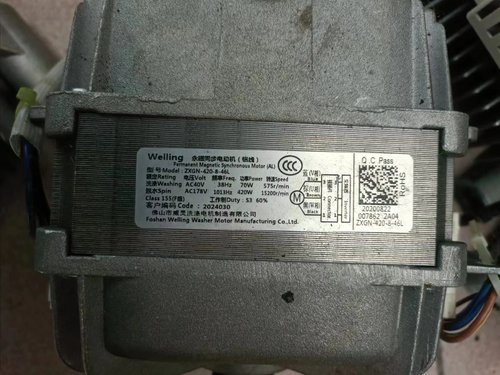 Welling 永磁同步电动机（铝线）
Permanent Magnetic Synchronous Motor (AL)
型 号 Model: ZXGN-420-8-46L
额定Rating 电压Volt 频率Freq. 功率Power 转速Speed
洗涤Washing AC40V 38Hz 70W 575r/min
脱水Spin AC178V 1013Hz 420W 15200r/min
Class 155(F级) 工作制Duty: S3 60%
客户编码Code : 2024030
佛山市威灵洗涤电机制造有限公司
Foshan Welling Washer Motor Manufacturing Co.,Ltd.
CCC
M
Q.C Pass
RoHS
20200822
007862 2A04
ZXGN-420-8-46L